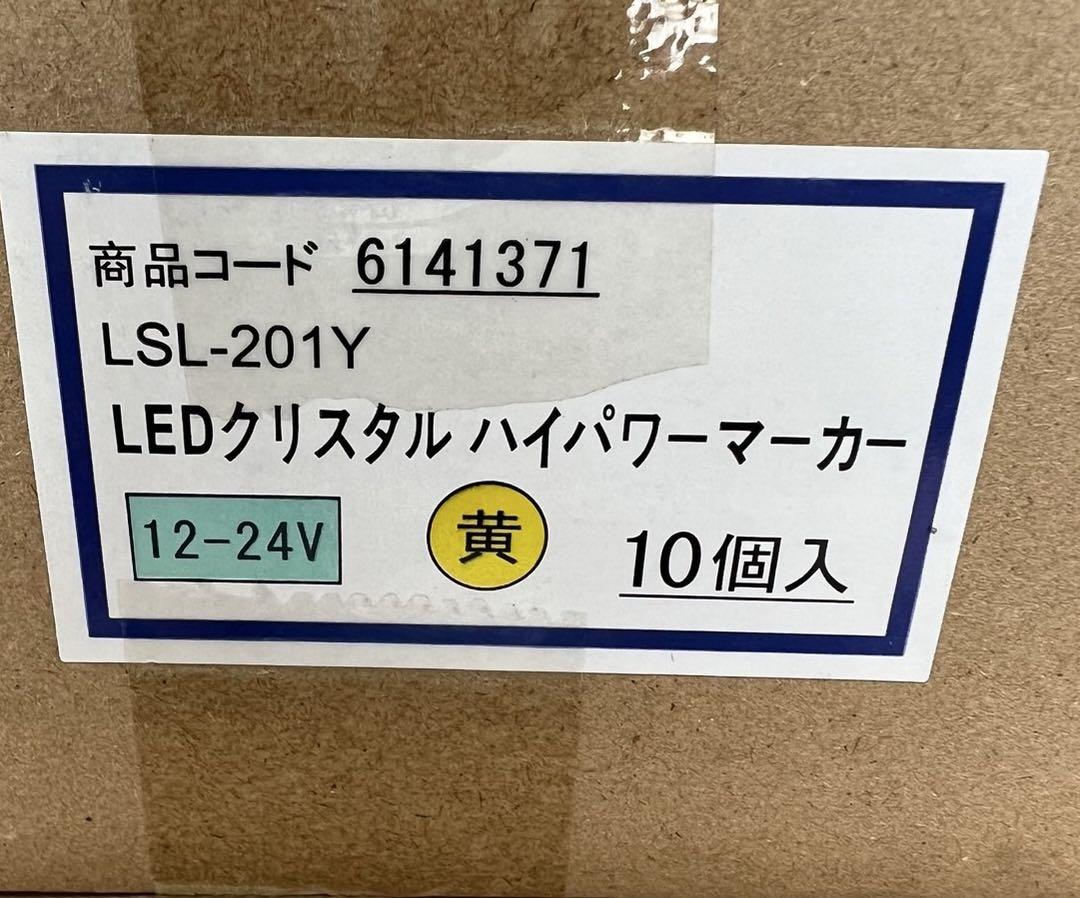 商品コード 6141371
LSL-201Y
LEDクリスタル ハイパワーマーカー
12-24V 黄 10個入